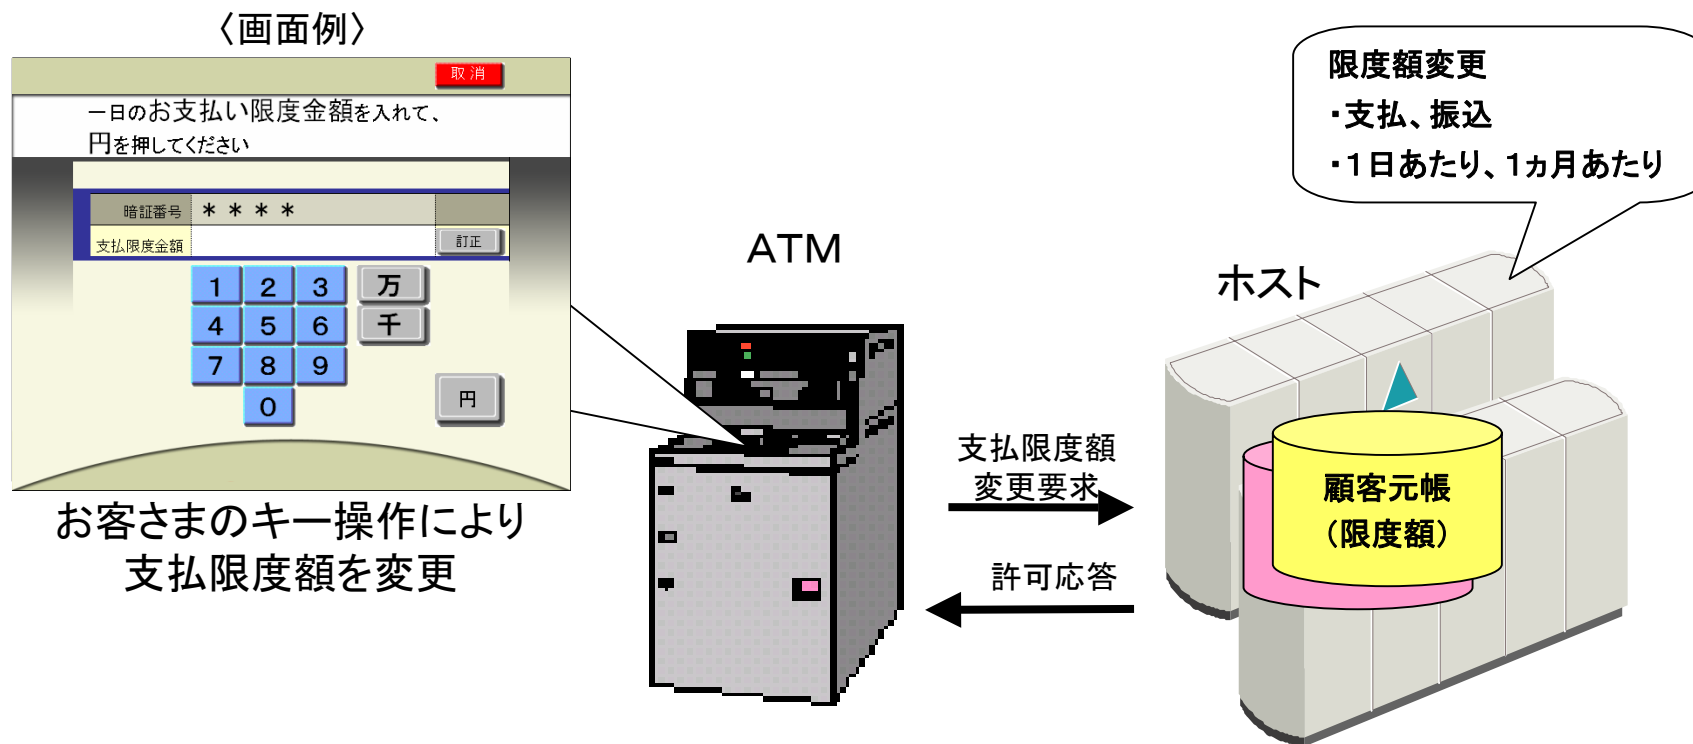 〈画面例〉
取消
一日のお支払い限度金額を入れて、
円を押してください
暗証番号 ＊＊＊＊
支払限度金額 訂正
1 2 3 万
4 5 6 千
7 8 9
0 円
お客さまのキー操作により
支払限度額を変更
ATM
支払限度額
変更要求
許可応答
ホスト
限度額変更
・支払、振込
・１日あたり、１ヵ月あたり
顧客元帳
（限度額）